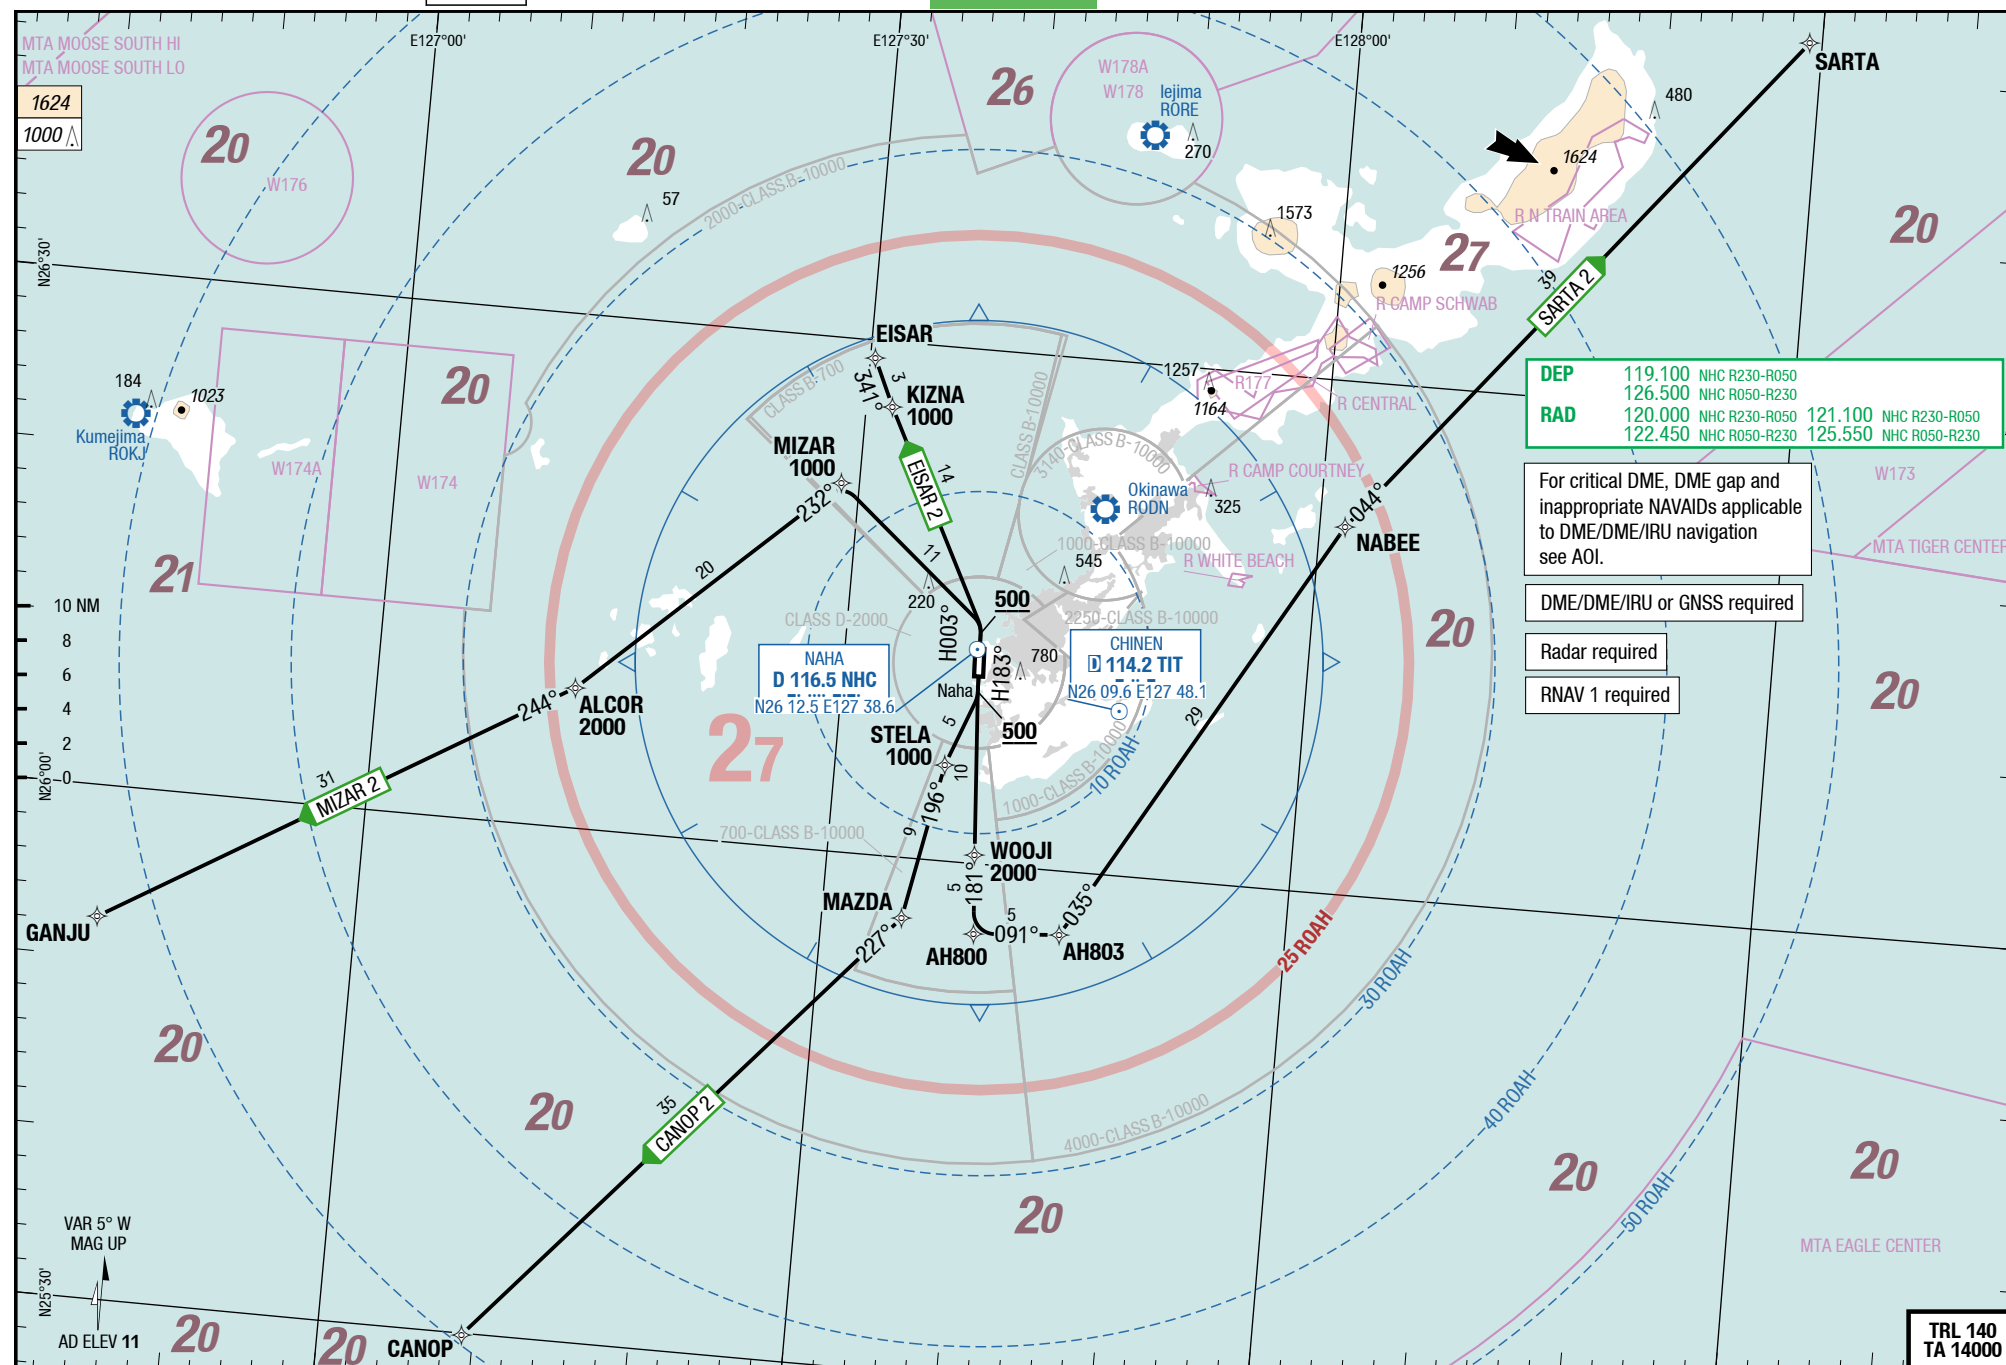 MTA MOOSE SOUTH HI
MTA MOOSE SOUTH LO
1624
1000
E127°00'
E127°30'
E128°00'
SARTA
20
W176
20
57
26
W178A
W178
Iejima
RORE
270
480
1624
R N TRAIN AREA
1573
27
1256
R CAMP SCHWAB
20
2000-CLASS B-10000
N26°30'
39
SARTA 2
EISAR
341°
3
KIZNA
1000
CLASS B-700
CLASS B-10000
1257
R177
1164
R CENTRAL
184
1023
Kumejima
ROKJ
20
W174A
W174
MIZAR
1000
232°
EISAR 2
14
11
3140-CLASS B-10000
R CAMP COURTNEY
Okinawa
RODN
325
044°
NABEE
DEP 119.100 NHC R230-R050
126.500 NHC R050-R230
RAD 120.000 NHC R230-R050 121.100 NHC R230-R050
122.450 NHC R050-R230 125.550 NHC R050-R230
For critical DME, DME gap and
inappropriate NAVAIDs applicable
to DME/DME/IRU navigation
see AOI.
W173
MTA TIGER CENTER
DME/DME/IRU or GNSS required
Radar required
RNAV 1 required
21
20
1000-CLASS B-10000
R WHITE BEACH
545
220
500
CLASS D-2000
2250-CLASS B-10000
10 NM
8
6
4
2
0
N26°00'
H003°
NAHA
D 116.5 NHC
N26 12.5 E127 38.6
Naha
H183°
780
CHINEN
D 114.2 TIT
N26 09.6 E127 48.1
20
20
244°
ALCOR
2000
27
STELA
1000
5
500
10
29
10 ROAH
1000-CLASS B-10000
31
MIZAR 2
196°
9
700-CLASS B-10000
WOOJI
2000
181°
5
MAZDA
227°
5
091°
035°
AH800
AH803
GANJU
25 ROAH
30 ROAH
40 ROAH
50 ROAH
20
20
35
CANOP 2
4000-CLASS B-10000
20
20
20
MTA EAGLE CENTER
VAR 5° W
MAG UP
N25°30'
AD ELEV 11
20
20
CANOP
TRL 140
TA 14000